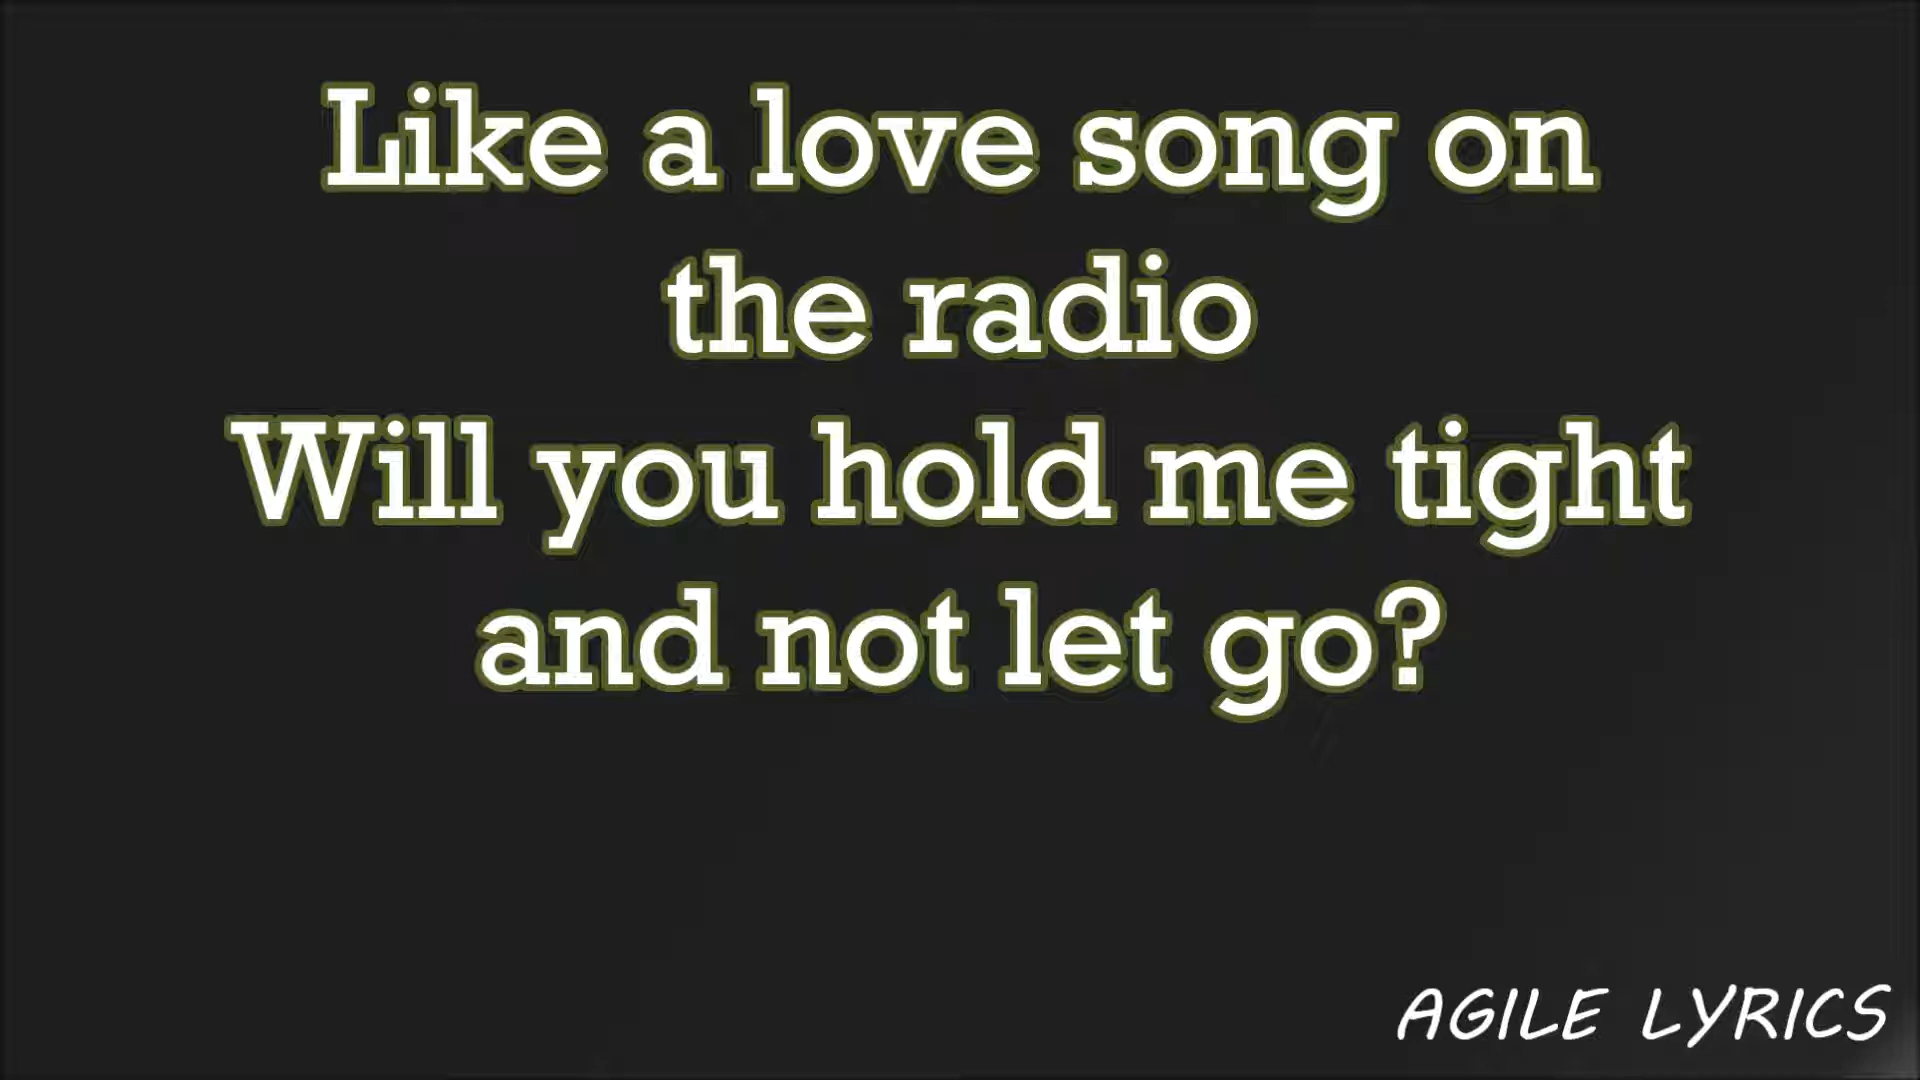 Like a love song on
the radio
Will you hold me tight
and not let go?
AGILE LYRICS